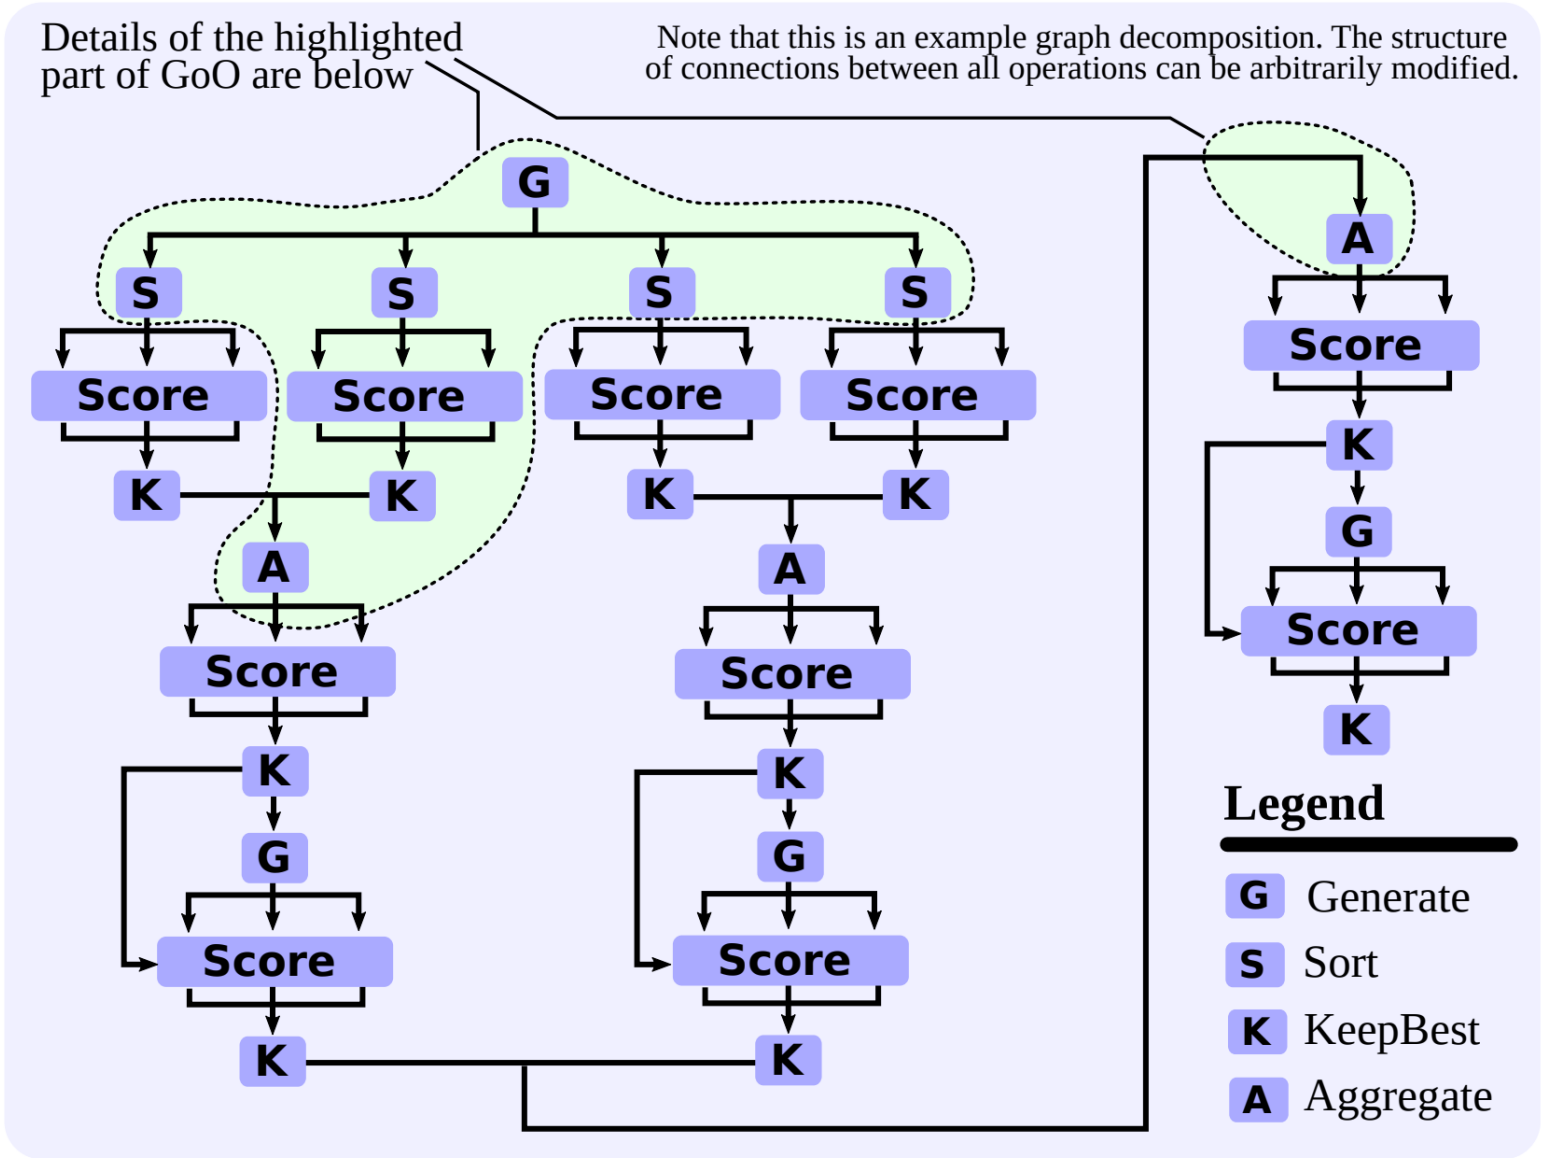 Details of the highlighted
part of GoO are below
Note that this is an example graph decomposition. The structure
of connections between all operations can be arbitrarily modified.
G
S
S
S
S
Score
Score
Score
Score
K
K
K
K
A
A
Score
Score
K
K
G
G
Score
Score
K
K
A
Score
K
G
Score
K
Legend
G Generate
S Sort
K KeepBest
A Aggregate